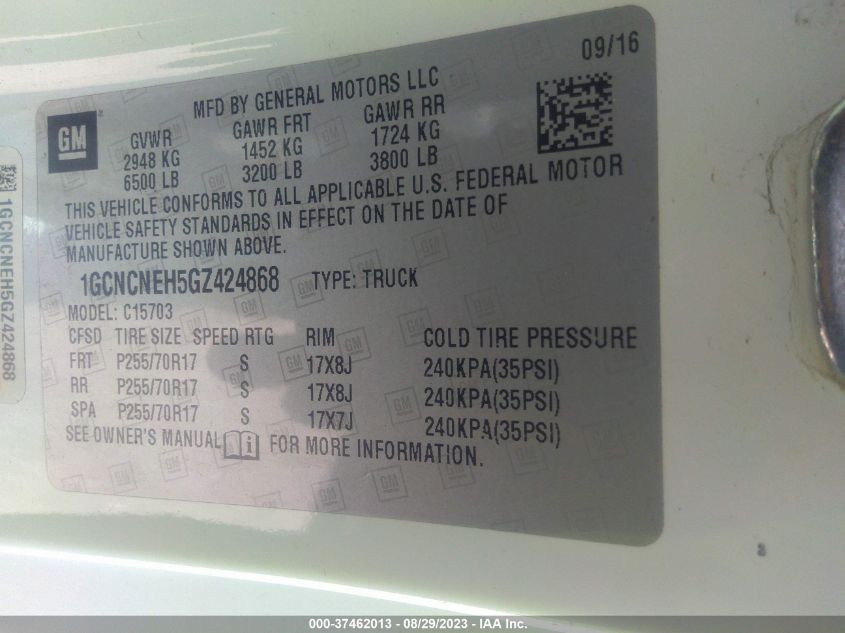 09/16
MFD BY GENERAL MOTORS LLC
GM
GVWR GAWR FRT GAWR RR
2948 KG 1452 KG 1724 KG
6500 LB 3200 LB 3800 LB
THIS VEHICLE CONFORMS TO ALL APPLICABLE U.S. FEDERAL MOTOR
VEHICLE SAFETY STANDARDS IN EFFECT ON THE DATE OF
MANUFACTURE SHOWN ABOVE.
1GCNCNEH5GZ424868 TYPE: TRUCK
MODEL: C15703
CFSD TIRE SIZE SPEED RTG RIM COLD TIRE PRESSURE
FRT P255/70R17 S 17X8J 240KPA(35PSI)
RR P255/70R17 S 17X8J 240KPA(35PSI)
SPA P255/70R17 S 17X7J 240KPA(35PSI)
SEE OWNER'S MANUAL FOR MORE INFORMATION.
1GCNCNEH5GZ424868
000-37462013 - 08/29/2023 - IAA Inc.